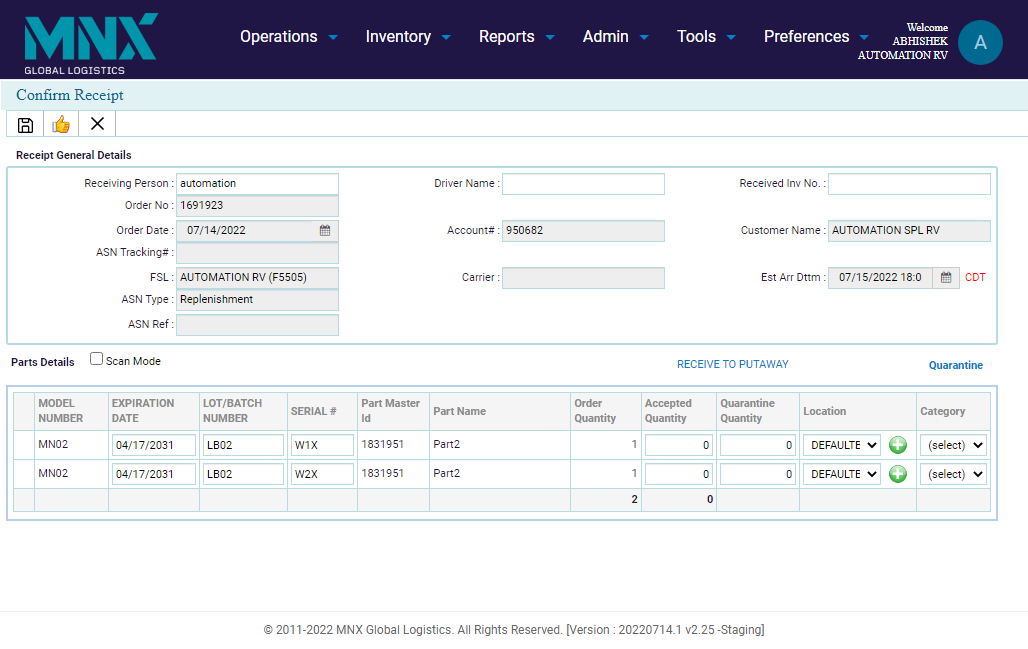 MNX
GLOBAL LOGISTICS
Operations Inventory Reports Admin Tools Preferences
Welcome
ABHISHEK
AUTOMATION RV
A
Confirm Receipt
Receipt General Details
Receiving Person : automation Driver Name : Received Inv No. :
Order No : 1691923
Order Date : 07/14/2022 Account# : 950682 Customer Name : AUTOMATION SPL RV
ASN Tracking# :
FSL : AUTOMATION RV (F5505) Carrier : Est Arr Dttm : 07/15/2022 18:0 CDT
ASN Type : Replenishment
ASN Ref :
Parts Details Scan Mode RECEIVE TO PUTAWAY Quarantine
MODEL NUMBER EXPIRATION DATE LOT/BATCH NUMBER SERIAL # Part Master Id Part Name Order Quantity Accepted Quantity Quarantine Quantity Location Category
MN02 04/17/2031 LB02 W1X 1831951 Part2 1 0 0 DEFAULTE (select)
MN02 04/17/2031 LB02 W2X 1831951 Part2 1 0 0 DEFAULTE (select)
2 0
© 2011-2022 MNX Global Logistics. All Rights Reserved. [Version : 20220714.1 v2.25 -Staging]